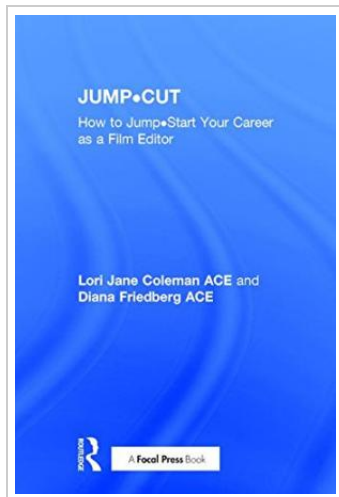 JUMP•CUT
How to Jump•Start Your Career
as a Film Editor
Lori Jane Coleman ACE and
Diana Friedberg ACE
ROUTLEDGE
A Focal Press Book